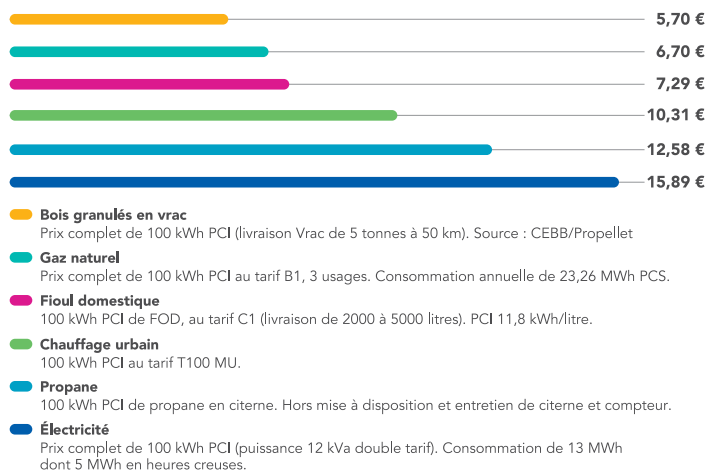 5,70 €
6,70 €
7,29 €
10,31 €
12,58 €
15,89 €
Bois granulés en vrac
Prix complet de 100 kWh PCI (livraison Vrac de 5 tonnes à 50 km). Source : CEBB/Propellet
Gaz naturel
Prix complet de 100 kWh PCI au tarif B1, 3 usages. Consommation annuelle de 23,26 MWh PCS.
Fioul domestique
100 kWh PCI de FOD, au tarif C1 (livraison de 2000 à 5000 litres). PCI 11,8 kWh/litre.
Chauffage urbain
100 kWh PCI au tarif T100 MU.
Propane
100 kWh PCI de propane en citerne. Hors mise à disposition et entretien de citerne et compteur.
Électricité
Prix complet de 100 kWh PCI (puissance 12 kVa double tarif). Consommation de 13 MWh
dont 5 MWh en heures creuses.